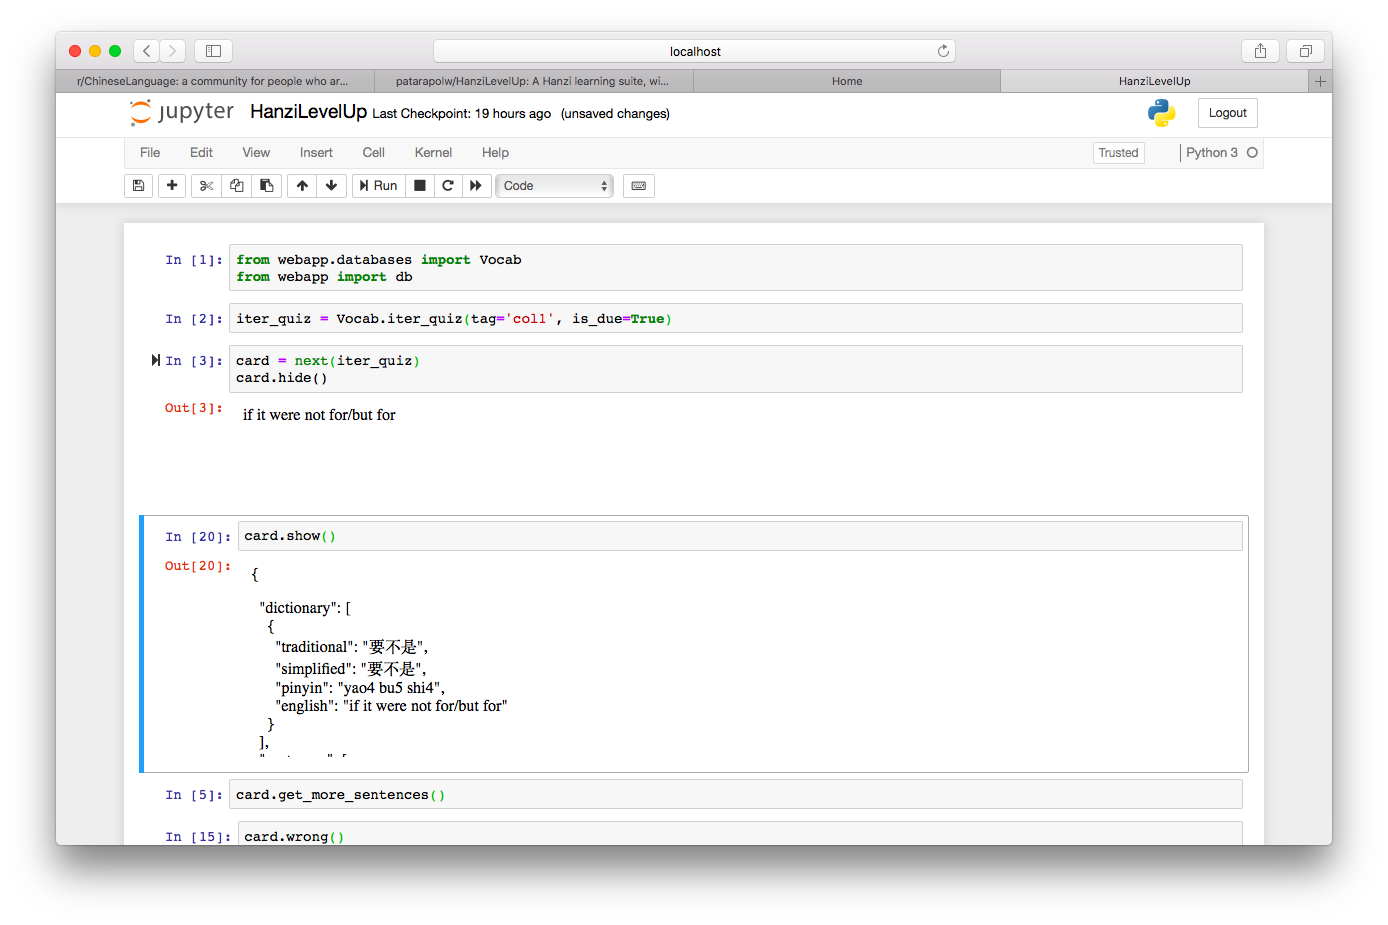 localhost
r/ChineseLanguage: a community for people who ar...
patarapolw/HanziLevelUp: A Hanzi learning suite, wi...
Home
HanziLevelUp
jupyter HanziLevelUp Last Checkpoint: 19 hours ago (unsaved changes)
Logout
File Edit View Insert Cell Kernel Help
Trusted
Python 3
Run
Code
In [1]: from webapp.databases import Vocab
from webapp import db
In [2]: iter_quiz = Vocab.iter_quiz(tag='col1', is_due=True)
In [3]: card = next(iter_quiz)
card.hide()
Out[3]: if it were not for/but for
In [20]: card.show()
Out[20]: {
"dictionary": [
{
"traditional": "要不是",
"simplified": "要不是",
"pinyin": "yao4 bu5 shi4",
"english": "if it were not for/but for"
}
],
In [5]: card.get_more_sentences()
In [15]: card.wrong()